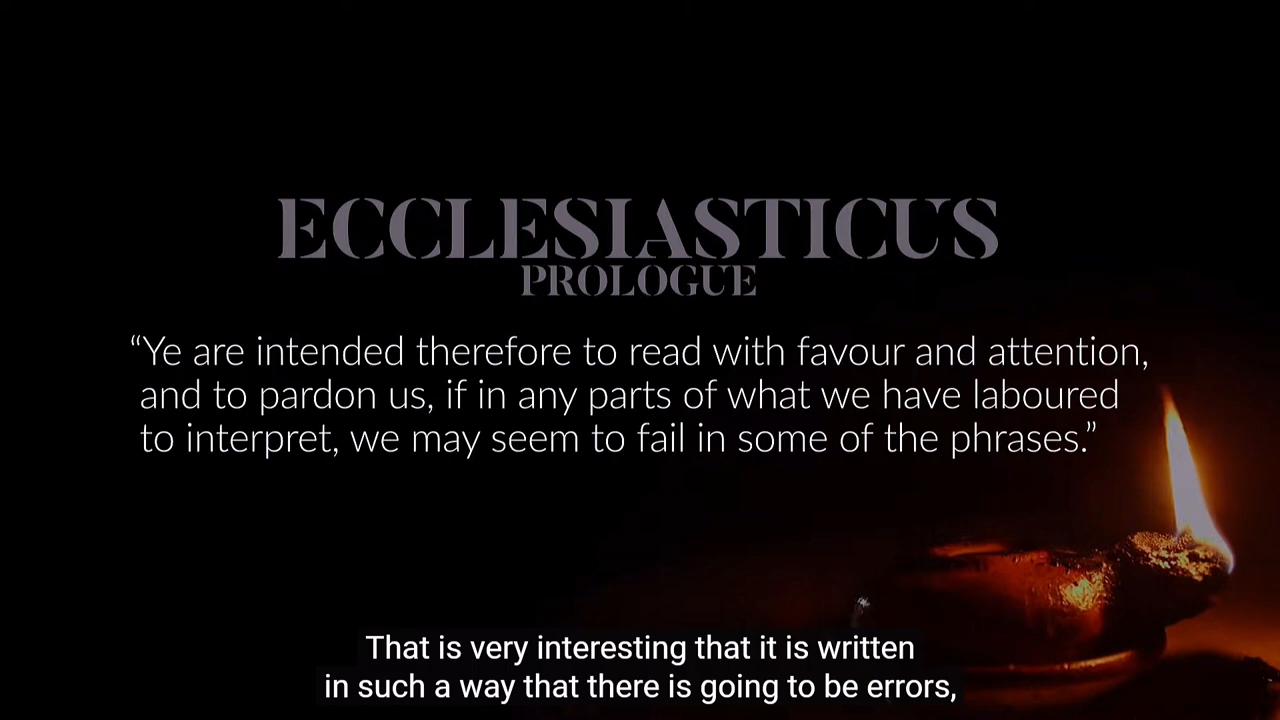 ECCLESIASTICUS
PROLOGUE
“Ye are intended therefore to read with favour and attention,
and to pardon us, if in any parts of what we have laboured
to interpret, we may seem to fail in some of the phrases.”
That is very interesting that it is written
in such a way that there is going to be errors,